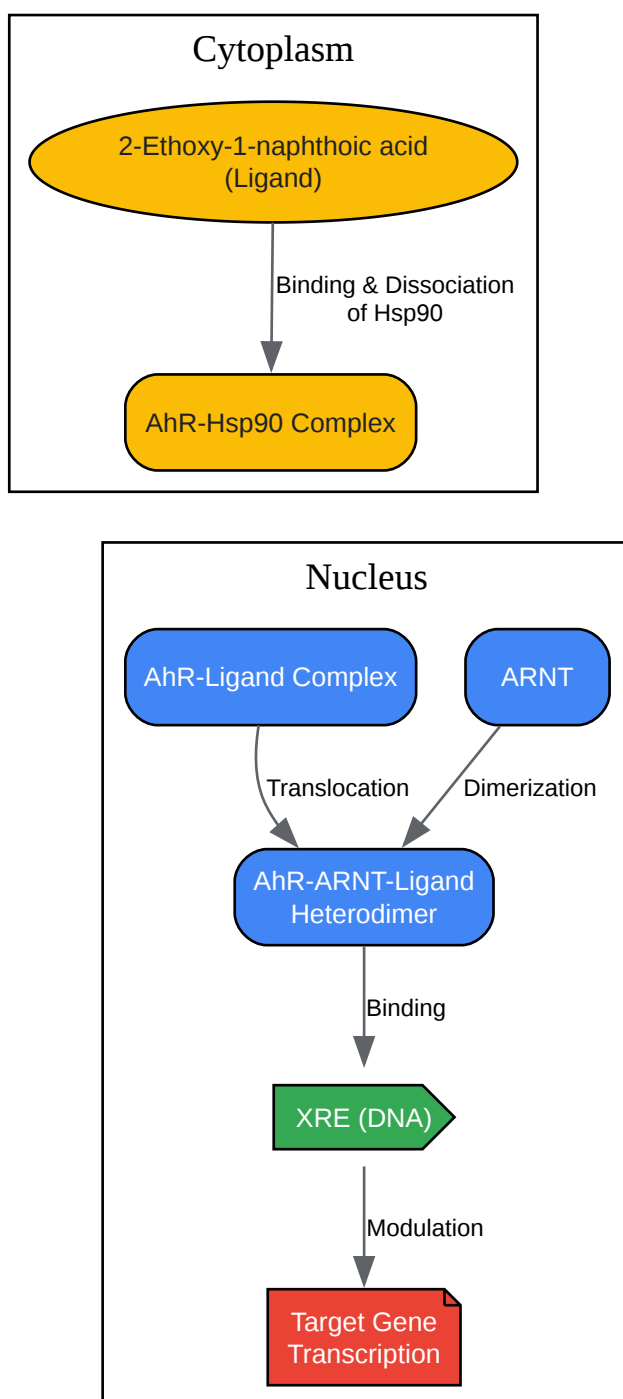 Cytoplasm
2-Ethoxy-1-naphthoic acid
(Ligand)
Binding & Dissociation
of Hsp90
AhR-Hsp90 Complex
Nucleus
AhR-Ligand Complex
ARNT
Translocation
Dimerization
AhR-ARNT-Ligand
Heterodimer
Binding
XRE (DNA)
Modulation
Target Gene
Transcription